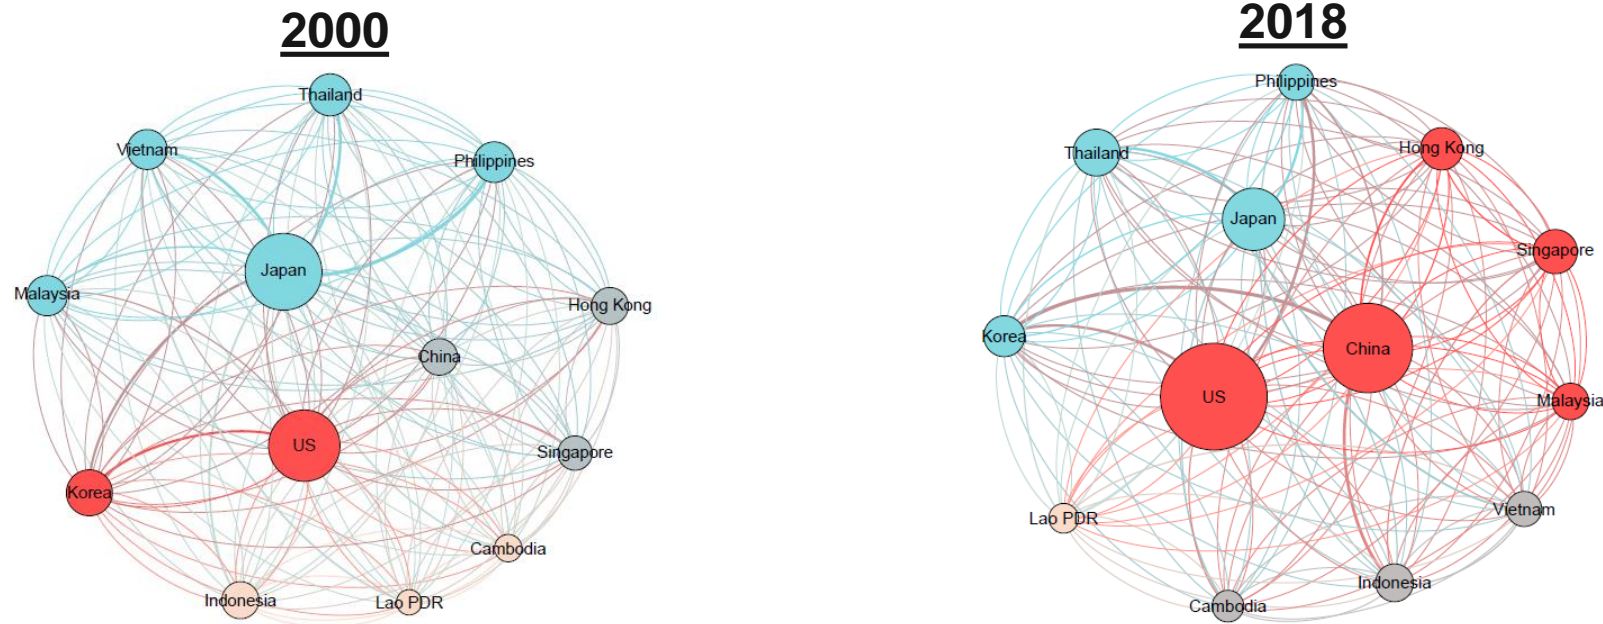 2000
Thailand
Vietnam
Philippines
Japan
Malaysia
Hong Kong
China
US
Singapore
Korea
Cambodia
Indonesia
Lao PDR
2018
Philippines
Hong Kong
Thailand
Japan
Singapore
Korea
China
US
Malaysia
Lao PDR
Vietnam
Indonesia
Cambodia